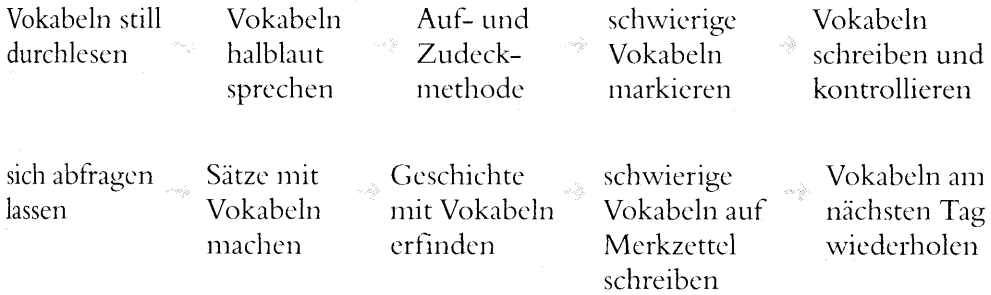 Vokabeln still
durchlesen
Vokabeln
halblaut
sprechen
Auf- und
Zudeck-
methode
schwierige
Vokabeln
markieren
Vokabeln
schreiben und
kontrollieren
sich abfragen
lassen
Sätze mit
Vokabeln
machen
Geschichte
mit Vokabeln
erfinden
schwierige
Vokabeln auf
Merkzettel
schreiben
Vokabeln am
nächsten Tag
wiederholen